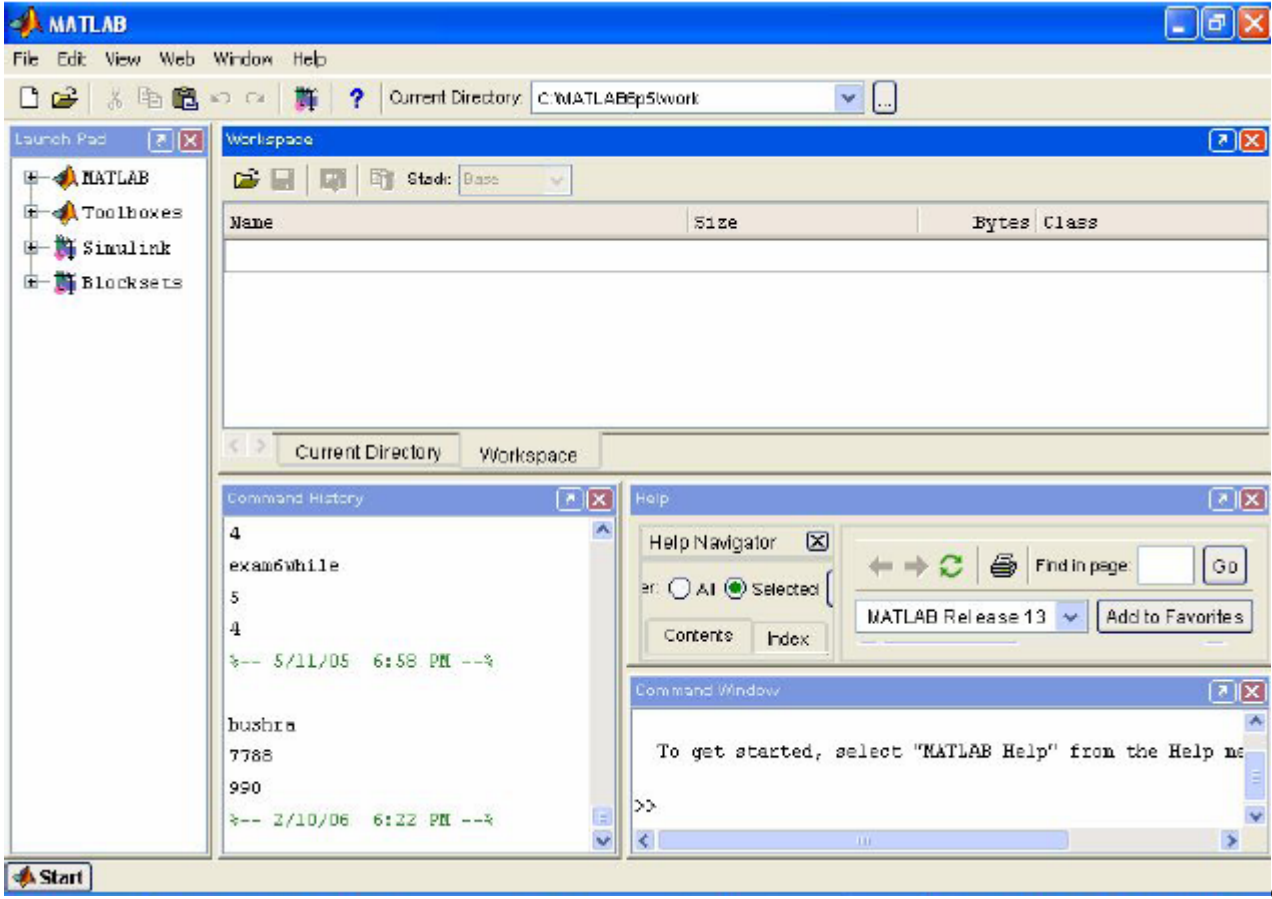 MATLAB
File Edit View Web Window Help
? Current Directory: C:\MATLAB6p5\work ...
Launch Pad
MATLAB
Toolboxes
Simulink
Blocksets
Workspace
Stack: Base
Name Size Bytes Class
Current Directory Workspace
Command History
4
exam6while
5
4
%-- 5/11/05 6:58 PM --%
bushra
7788
990
%-- 2/10/06 6:22 PM --%
Help
Help Navigator
er: All Selected
Contents Index
Find in page: Go
MATLAB Release 13 Add to Favorites
Command Window
To get started, select "MATLAB Help" from the Help me
>>
Start